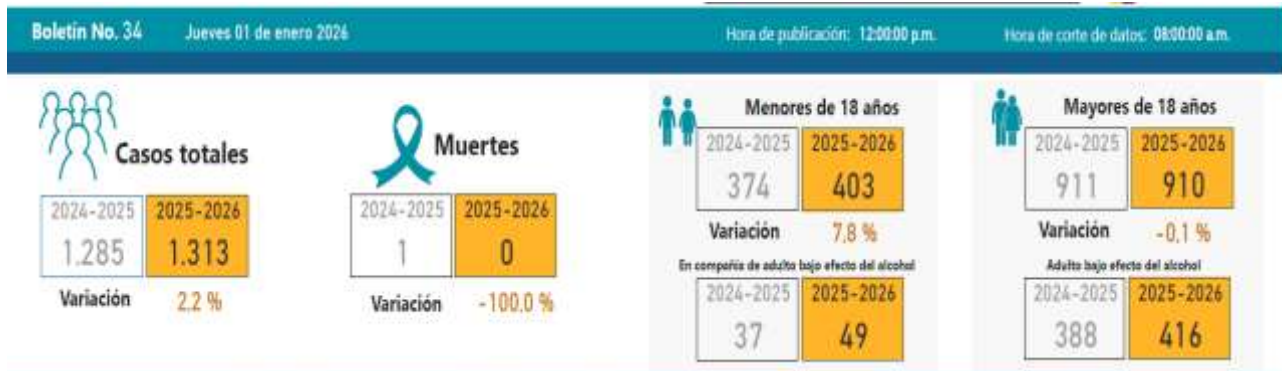 Boletín No. 34 Jueves 01 de enero 2026 Hora de publicación: 12:00:00 p.m. Hora de corte de datos: 08:00:00 a.m.
Casos totales
2024-2025 2025-2026
1.285 1.313
Variación 2.2 %
Muertes
2024-2025 2025-2026
1 0
Variación -100.0 %
Menores de 18 años
2024-2025 2025-2026
374 403
Variación 7.8 %
En compañía de adulto bajo efecto del alcohol
2024-2025 2025-2026
37 49
Mayores de 18 años
2024-2025 2025-2026
911 910
Variación -0.1 %
Adulto bajo efecto del alcohol
2024-2025 2025-2026
388 416